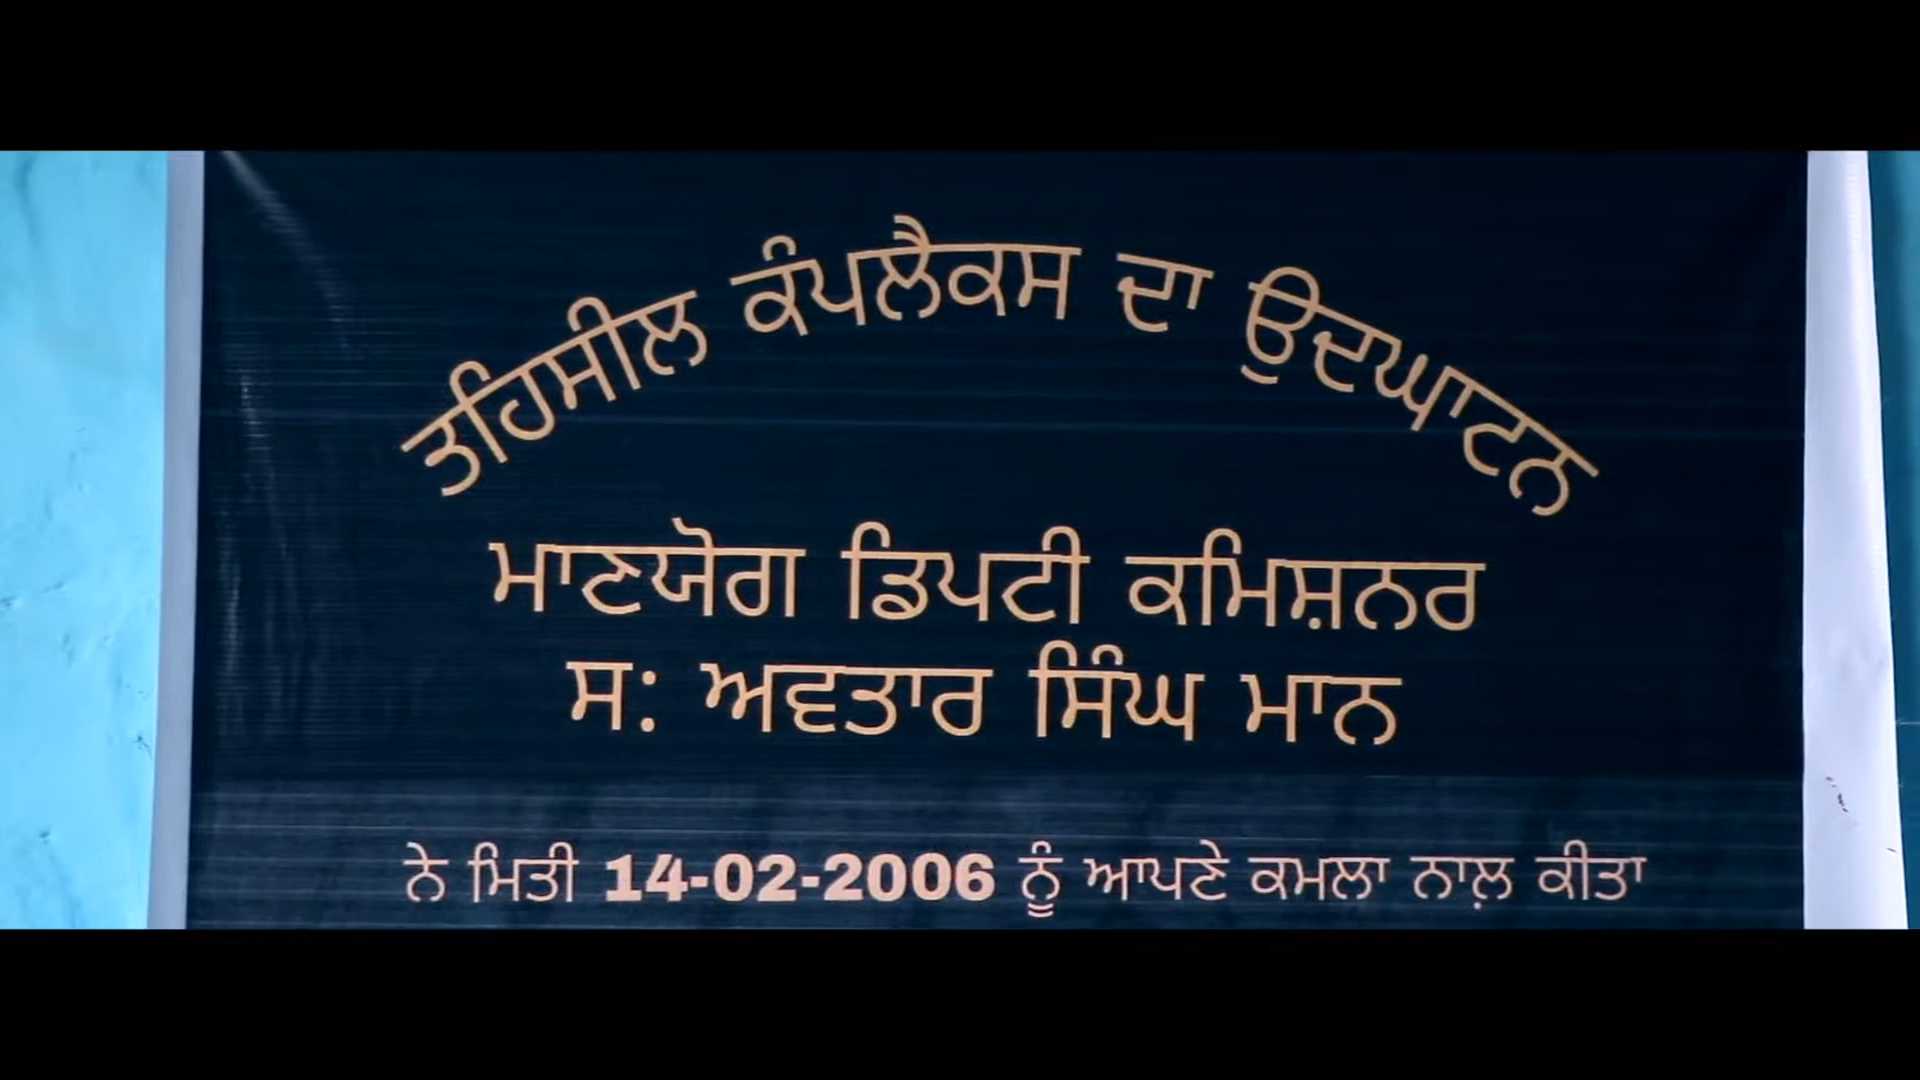 ਤਹਿਸੀਲ ਕੰਪਲੈਕਸ ਦਾ ਉਦਘਾਟਨ
ਮਾਣਯੋਗ ਡਿਪਟੀ ਕਮਿਸ਼ਨਰ
ਸ: ਅਵਤਾਰ ਸਿੰਘ ਮਾਨ
ਨੇ ਮਿਤੀ 14-02-2006 ਨੂੰ ਆਪਣੇ ਕਮਲਾ ਨਾਲ਼ ਕੀਤਾ